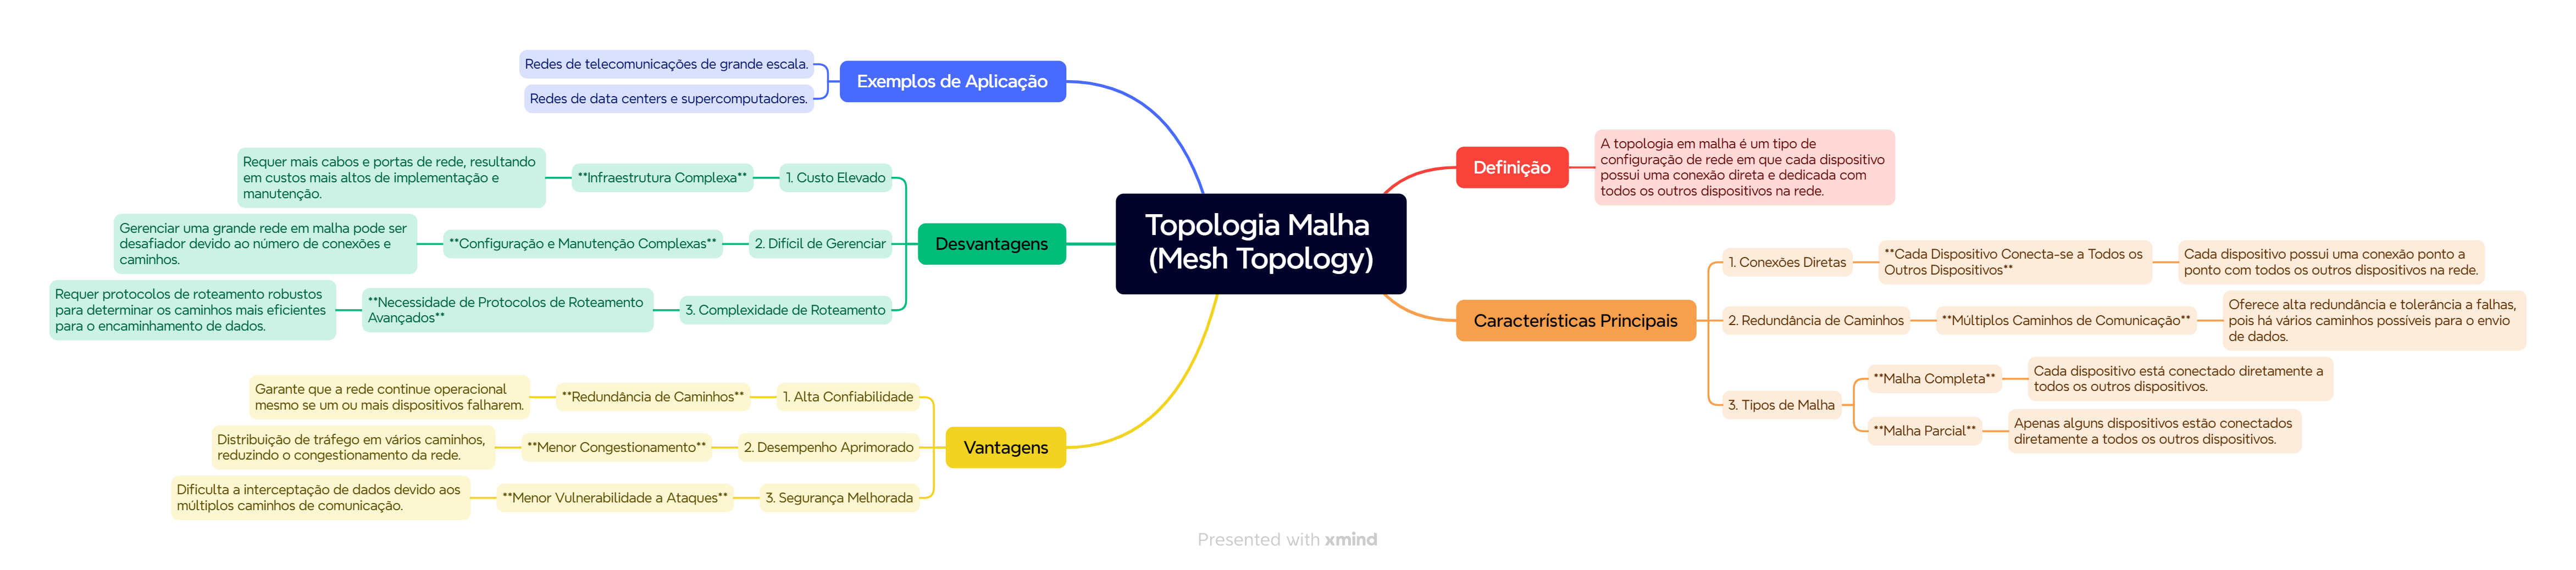 Topologia Malha
(Mesh Topology)
Definição
A topologia em malha é um tipo de
configuração de rede em que cada dispositivo
possui uma conexão direta e dedicada com
todos os outros dispositivos na rede.
Características Principais
1. Conexões Diretas
**Cada Dispositivo Conecta-se a Todos os
Outros Dispositivos**
Cada dispositivo possui uma conexão ponto a
ponto com todos os outros dispositivos na rede.
2. Redundância de Caminhos
**Múltiplos Caminhos de Comunicação**
Oferece alta redundância e tolerância a falhas,
pois há vários caminhos possíveis para o envio
de dados.
3. Tipos de Malha
**Malha Completa**
Cada dispositivo está conectado diretamente a
todos os outros dispositivos.
**Malha Parcial**
Apenas alguns dispositivos estão conectados
diretamente a todos os outros dispositivos.
Exemplos de Aplicação
Redes de telecomunicações de grande escala.
Redes de data centers e supercomputadores.
Desvantagens
1. Custo Elevado
**Infraestrutura Complexa**
Requer mais cabos e portas de rede, resultando
em custos mais altos de implementação e
manutenção.
2. Difícil de Gerenciar
**Configuração e Manutenção Complexas**
Gerenciar uma grande rede em malha pode ser
desafiador devido ao número de conexões e
caminhos.
3. Complexidade de Roteamento
**Necessidade de Protocolos de Roteamento
Avançados**
Requer protocolos de roteamento robustos
para determinar os caminhos mais eficientes
para o encaminhamento de dados.
Vantagens
1. Alta Confiabilidade
**Redundância de Caminhos**
Garante que a rede continue operacional
mesmo se um ou mais dispositivos falharem.
2. Desempenho Aprimorado
**Menor Congestionamento**
Distribuição de tráfego em vários caminhos,
reduzindo o congestionamento da rede.
3. Segurança Melhorada
**Menor Vulnerabilidade a Ataques**
Dificulta a interceptação de dados devido aos
múltiplos caminhos de comunicação.
Presented with xmind